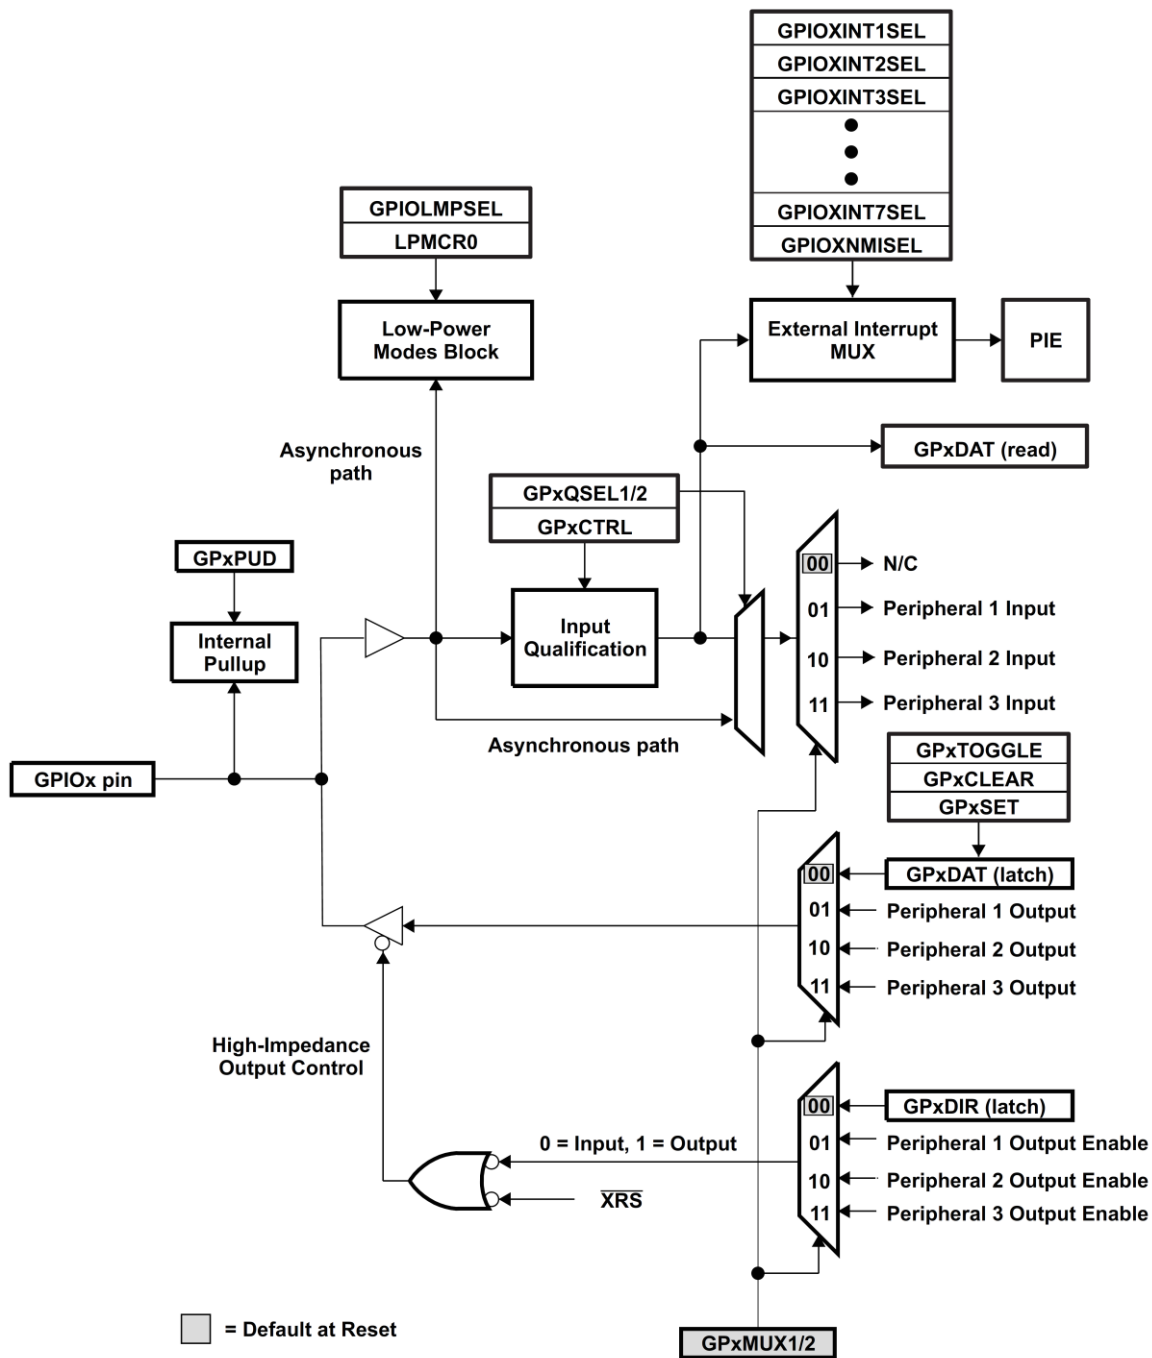 GPIOXINT1SEL
GPIOXINT2SEL
GPIOXINT3SEL
GPIOXINT7SEL
GPIOXNMISEL
GPIOLMPSEL
LPMCR0
Low-Power
Modes Block
External Interrupt
MUX
PIE
Asynchronous
path
GPxDAT (read)
GPxQSEL1/2
GPxCTRL
GPxPUD
Internal
Pullup
Input
Qualification
00
N/C
01
Peripheral 1 Input
10
Peripheral 2 Input
11
Peripheral 3 Input
Asynchronous path
GPIOx pin
GPxTOGGLE
GPxCLEAR
GPxSET
00
GPxDAT (latch)
01
Peripheral 1 Output
10
Peripheral 2 Output
11
Peripheral 3 Output
High-Impedance
Output Control
00
GPxDIR (latch)
0 = Input, 1 = Output
01
Peripheral 1 Output Enable
10
Peripheral 2 Output Enable
XRS
11
Peripheral 3 Output Enable
= Default at Reset
GPxMUX1/2